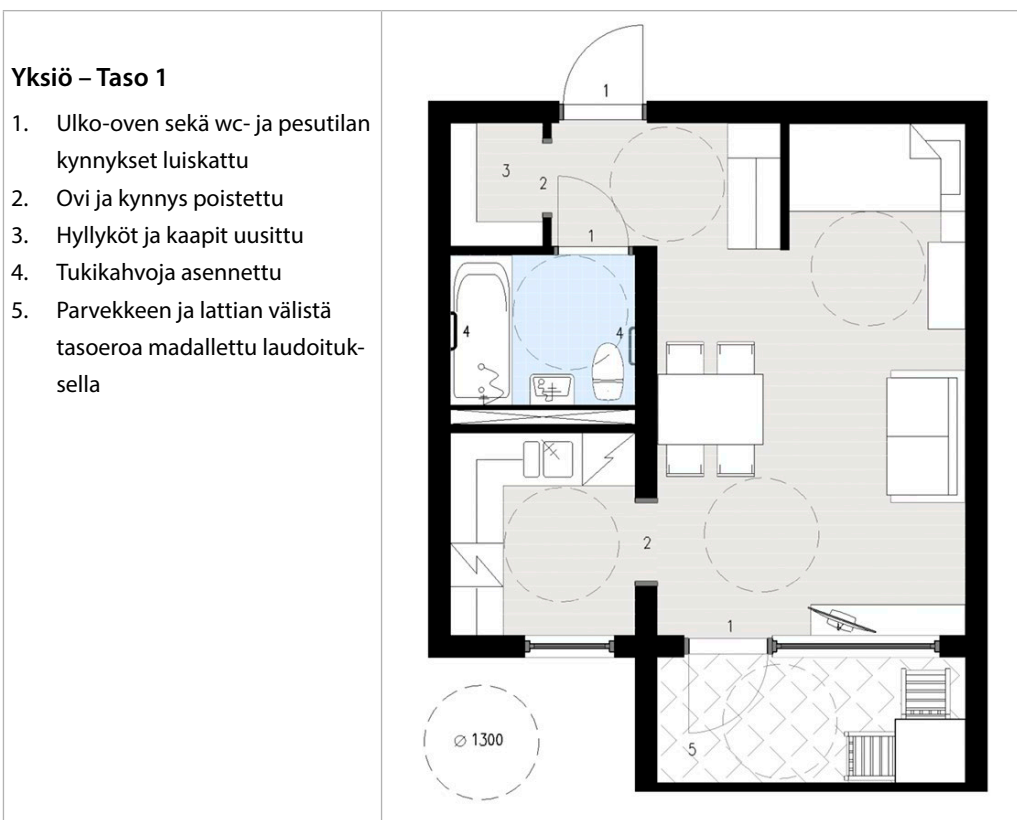 Yksiö – Taso 1
1. Ulko-oven sekä wc- ja pesutilan
kynnykset luiskattu
2. Ovi ja kynnys poistettu
3. Hyllyköt ja kaapit uusittu
4. Tukikahvoja asennettu
5. Parvekkeen ja lattian välistä
tasoeroa madallettu laudoituk-
sella
1
3
2
1
4
4
2
1
5
⌀ 1300